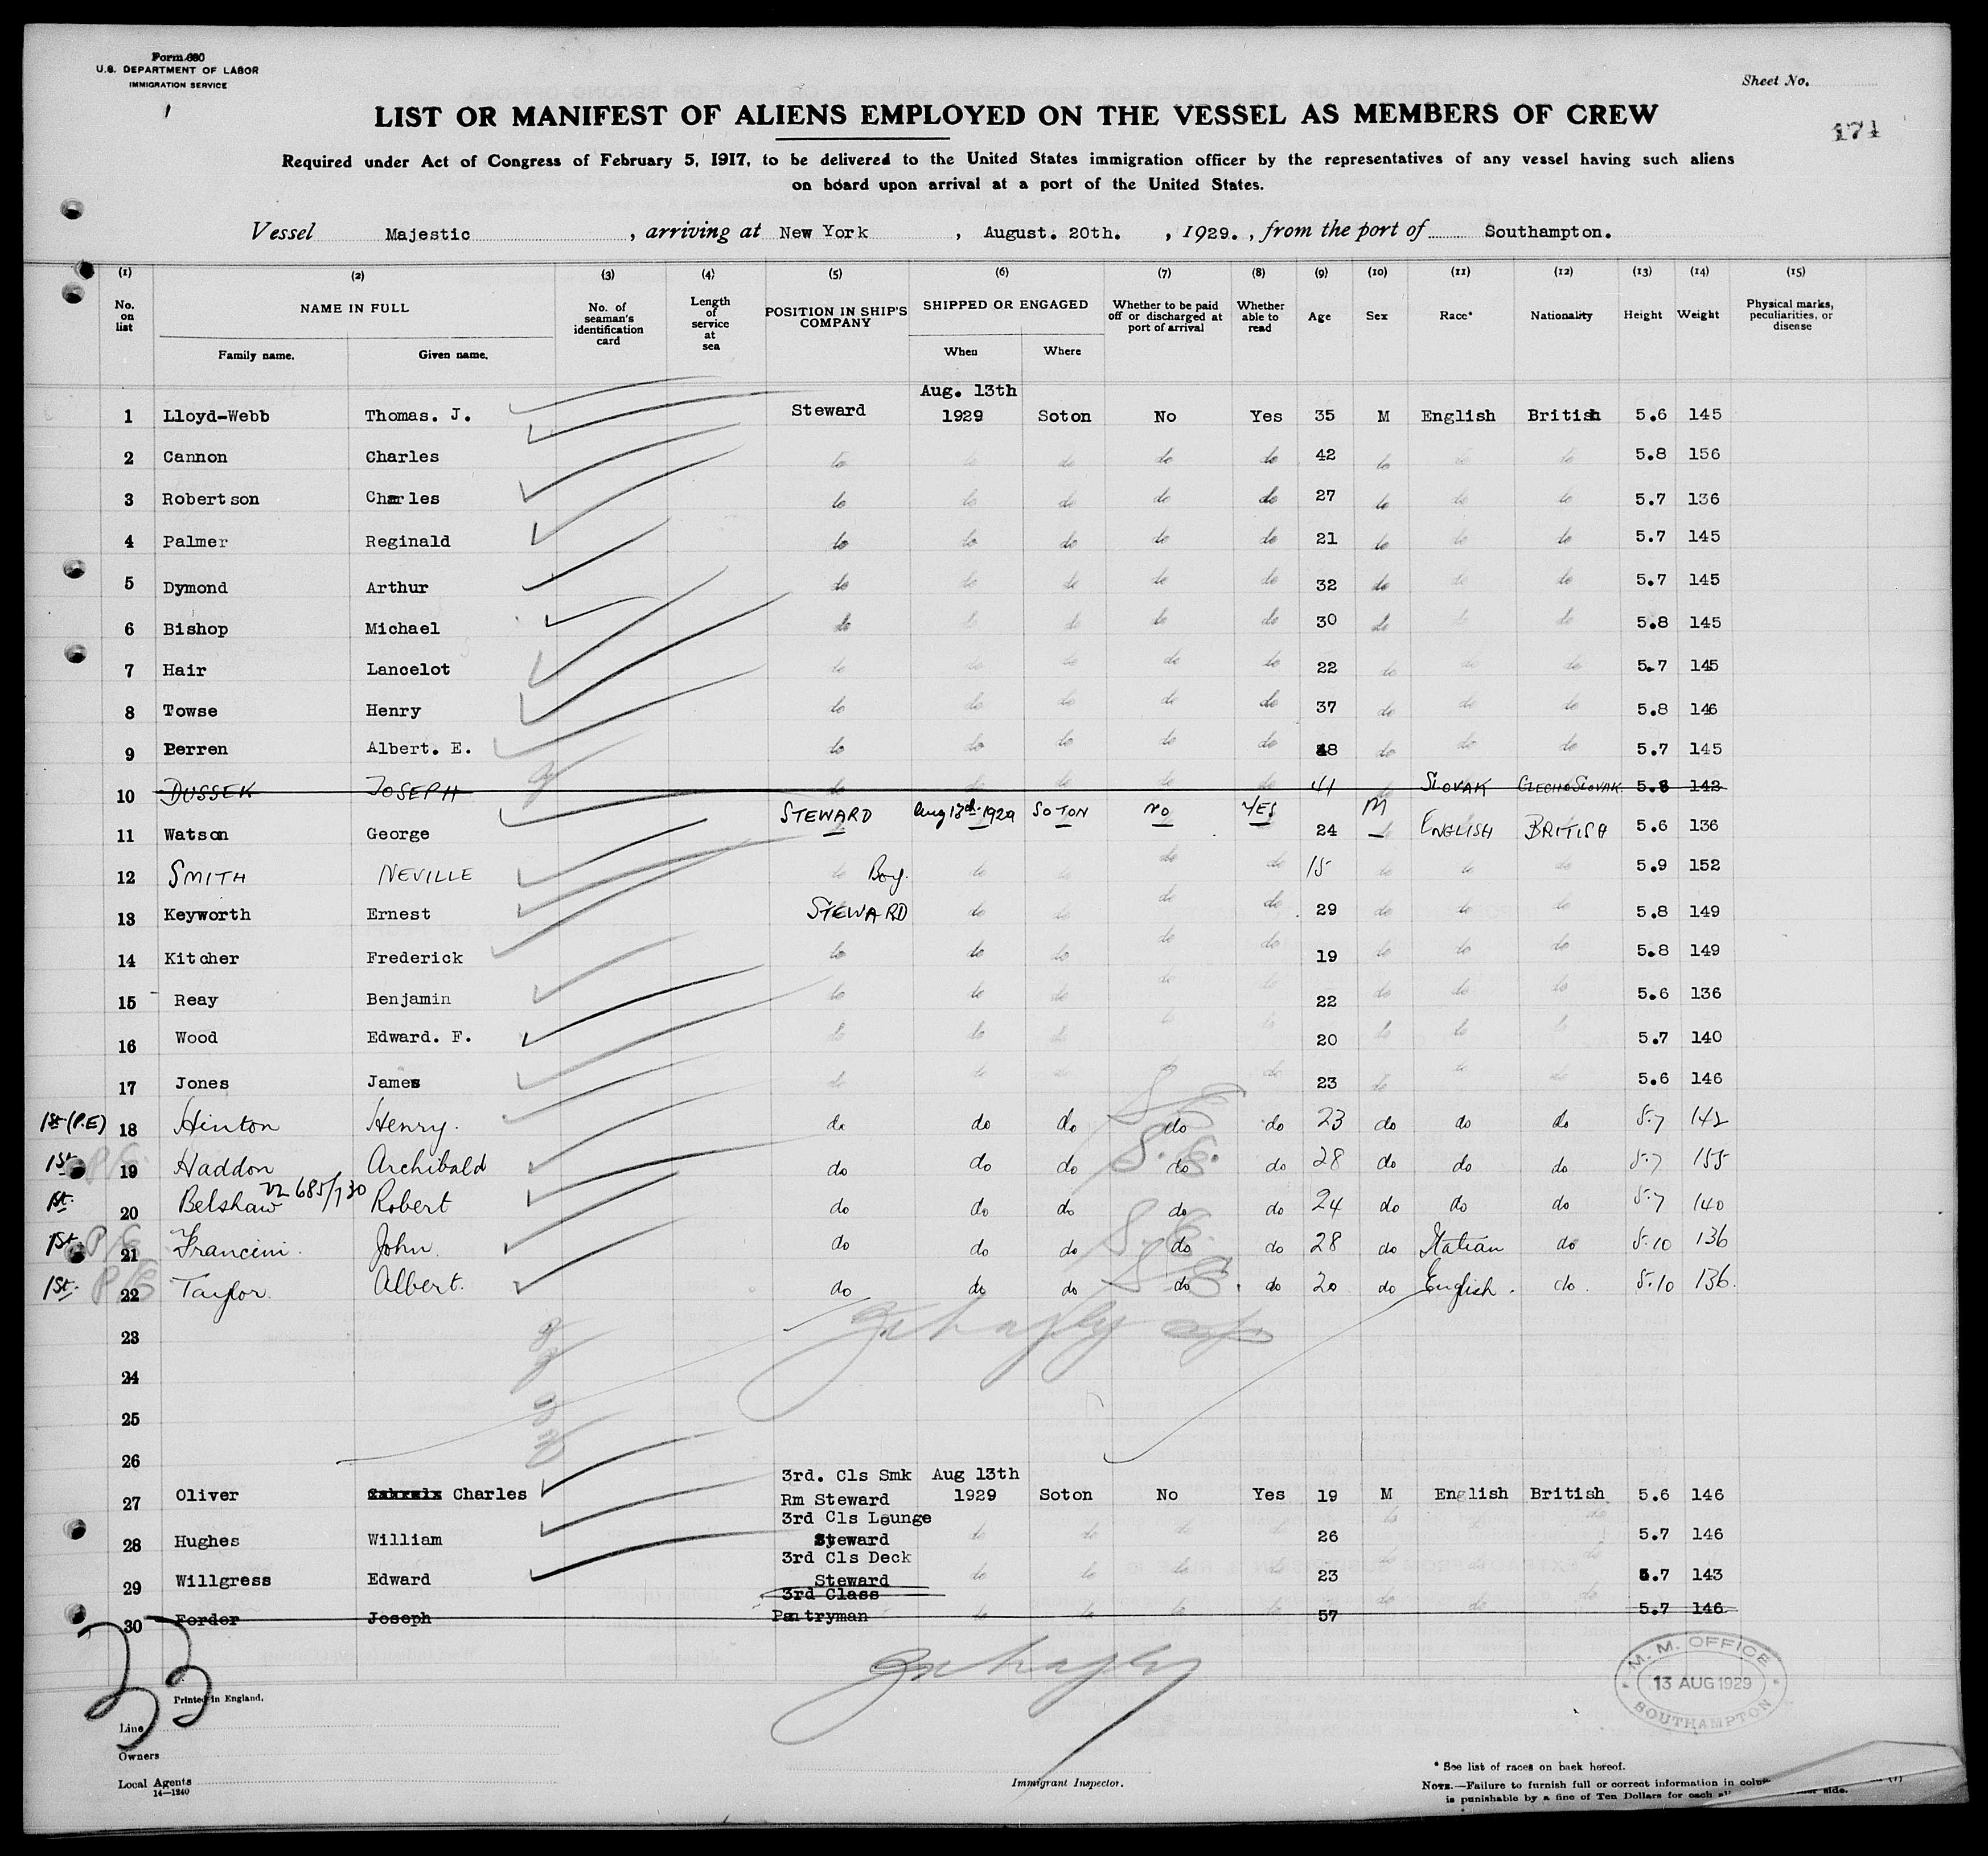 Form 680
U.S. DEPARTMENT OF LABOR
IMMIGRATION SERVICE
Sheet No.
171
LIST OR MANIFEST OF ALIENS EMPLOYED ON THE VESSEL AS MEMBERS OF CREW
Required under Act of Congress of February 5, 1917, to be delivered to the United States immigration officer by the representatives of any vessel having such aliens
on board upon arrival at a port of the United States.
Vessel Majestic, arriving at New York, August. 20th., 1929., from the port of Southampton.
(1) (2) (3) (4) (5) (6) (7) (8) (9) (10) (11) (12) (13) (14) (15)
No. on list NAME IN FULL Family name. Given name. No. of seaman's identification card Length of service at sea POSITION IN SHIP'S COMPANY SHIPPED OR ENGAGED When Where Whether to be paid off or discharged at port of arrival Whether able to read Age Sex Race* Nationality Height Weight Physical marks, peculiarities, or disease
1 Lloyd-Webb Thomas. J. Steward Aug. 13th 1929 Soton No Yes 35 M English British 5.6 145
2 Cannon Charles do do do do do 42 do do do 5.8 156
3 Robertson Charles do do do do do 27 do do do 5.7 136
4 Palmer Reginald do do do do do 21 do do do 5.7 145
5 Dymond Arthur do do do do do 32 do do do 5.7 145
6 Bishop Michael do do do do do 30 do do do 5.8 145
7 Hair Lancelot do do do do do 22 do do do 5.7 145
8 Towse Henry do do do do do 37 do do do 5.8 146
9 Perren Albert. E. do do do do do 48 do do do 5.7 145
10 DUSSEK JOSEPH do do do do do 41 SLOVAK CZECHOSLOVAK 5.8 142
11 Watson George STEWARD Aug 13th 1929 SOTON NO YES 24 M ENGLISH BRITISH 5.6 136
12 SMITH NEVILLE do Boy. do do do do 15 do do do 5.9 152
13 Keyworth Ernest STEWARD do do do do 29 do do do 5.8 149
14 Kitcher Frederick do do do do do 19 do do do 5.8 149
15 Reay Benjamin do do do do do 22 do do do 5.6 136
16 Wood Edward. F. do do do do do 20 do do do 5.7 140
17 Jones James do do do do do 23 do do do 5.6 146
1st (P.E) 18 Hinton Henry. do do do do do 23 do do do 5.7 142
1st P/E 19 Haddon Archibald do do do S.E. do do 28 do do do 5.7 155
1st. 20 Belshaw 685/130 Robert do do do do do 24 do do do 5.7 140
1st. P/E 21 Francini. John. do do do S.E. do do 28 do Italian do 5.10 136
1st. P/E 22 Taylor. Albert. do do do S.E. do do 20 do English. do. 5.10 136.
23
24
25
26
27 Oliver Charles 3rd. Cls Smk Rm Steward Aug 13th 1929 Soton No Yes 19 M English British 5.6 146
28 Hughes William 3rd Cls Lounge Steward do do do do 26 do do do 5.7 146
29 Willgress Edward 3rd Cls Deck Steward do do do do 23 do do do 5.7 143
30 Forder Joseph 3rd Class Pantryman do do do do 57 do do do 5.7 146
23
Printed in England.
Line
Owners
Local Agents
14—1240
Immigrant Inspector.
M. M. OFFICE
13 AUG 1929
SOUTHAMPTON
* See list of races on back hereof.
NOTE.—Failure to furnish full or correct information in
is punishable by a fine of Ten Dollars for each side.